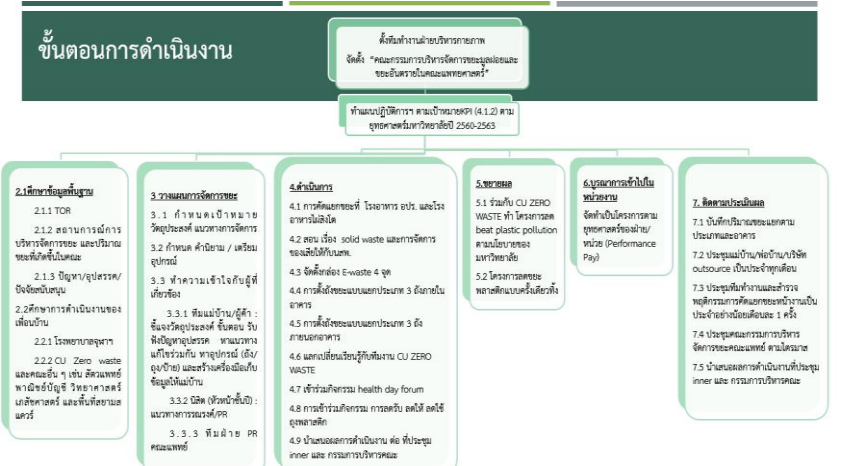 ขั้นตอนการดำเนินงาน
ตั้งทีมทำงานฝ่ายบริหารกายภาพ
จัดตั้ง "คณะกรรมการบริหารจัดการขยะมูลฝอยและ
ขยะอันตรายในคณะแพทยศาสตร์"
ทำแผนปฏิบัติการฯ ตามเป้าหมายKPI (4.1.2) ตาม
ยุทธศาสตร์มหาวิทยาลัยปี 2560-2563
2.1ศึกษาข้อมูลพื้นฐาน
2.1.1 TOR
2.1.2 สถานการณ์การ
บริหารจัดการขยะ และปริมาณ
ขยะที่เกิดขึ้นในคณะ
2.1.3 ปัญหา/อุปสรรค/
ปัจจัยสนับสนุน
2.2ศึกษาการดำเนินงานของ
เพื่อนบ้าน
2.2.1 โรงพยาบาลจุฬาฯ
2.2.2 CU Zero waste
และคณะอื่น ๆ เช่น สัตวแพทย์
พาณิชย์บัญชี วิทยาศาสตร์
เภสัชศาสตร์ และพื้นที่สยามส
แควร์
3 วางแผนการจัดการขยะ
3.1 กำหนดเป้าหมาย
วัตถุประสงค์ แนวทางการจัดการ
3.2 กำหนด คำนิยาม / เตรียม
อุปกรณ์
3.3 ทำความเข้าใจกับผู้ที่
เกี่ยวข้อง
3.3.1 ทีมแม่บ้าน/ผู้ค้า :
ชี้แจงวัตถุประสงค์ ขั้นตอน รับ
ฟังปัญหาอุปสรรค หาแนวทาง
แก้ไขร่วมกัน หาอุปกรณ์ (ถัง/
ถุง/ป้าย) และสร้างเครื่องมือเก็บ
ข้อมูลให้แม่บ้าน
3.3.2 นิสิต (หัวหน้าชั้นปี) :
แนวทางการรณรงค์/PR
3.3.3 ทีมฝ่าย PR
คณะแพทย์
4.ดำเนินการ
4.1 การคัดแยกขยะที่ โรงอาหาร อปร. และโรง
อาหารไผ่สิงโต
4.2 สอน เรื่อง solid waste และการจัดการ
ของเสียให้กับนสพ.
4.3 จัดตั้งกล่อง E-waste 4 จุด
4.4 การตั้งถังขยะแบบแยกประเภท 3 ถังภายใน
อาคาร
4.5 การตั้งถังขยะแบบแยกประเภท 3 ถัง
ภายนอกอาคาร
4.6 แลกเปลี่ยนเรียนรู้กับทีมงาน CU ZERO
WASTE
4.7 เข้าร่วมกิจกรรม health day forum
4.8 การเข้าร่วมกิจกรรม การลดรับ ลดให้ ลดใช้
ถุงพลาสติก
4.9 นำเสนอผลการดำเนินงาน ต่อ ที่ประชุม
inner และ กรรมการบริหารคณะ
5.ขยายผล
5.1 ร่วมกับ CU ZERO
WASTE ทำ โครงการลด
beat plastic pollution
ตามนโยบายของ
มหาวิทยาลัย
5.2 โครงการลดขยะ
พลาสติกแบบครั้งเดียวทิ้ง
6.บูรณาการเข้าไปใน
หน่วยงาน
จัดทำเป็นโครงการตาม
ยุทธศาสตร์ของฝ่าย/
หน่วย (Performance
Pay)
7. ติดตามประเมินผล
7.1 บันทึกปริมาณขยะแยกตาม
ประเภทและอาคาร
7.2 ประชุมแม่บ้าน/พ่อบ้าน/บริษัท
outsource เป็นประจำทุกเดือน
7.3 ประชุมทีมทำงานและสำรวจ
พฤติกรรมการคัดแยกขยะหน้างานเป็น
ประจำอย่างน้อยเดือนละ 1 ครั้ง
7.4 ประชุมคณะกรรมการบริหาร
จัดการขยะคณะแพทย์ ตามไตรมาส
7.5 นำเสนอผลการดำเนินงานที่ประชุม
inner และ กรรมการบริหารคณะ